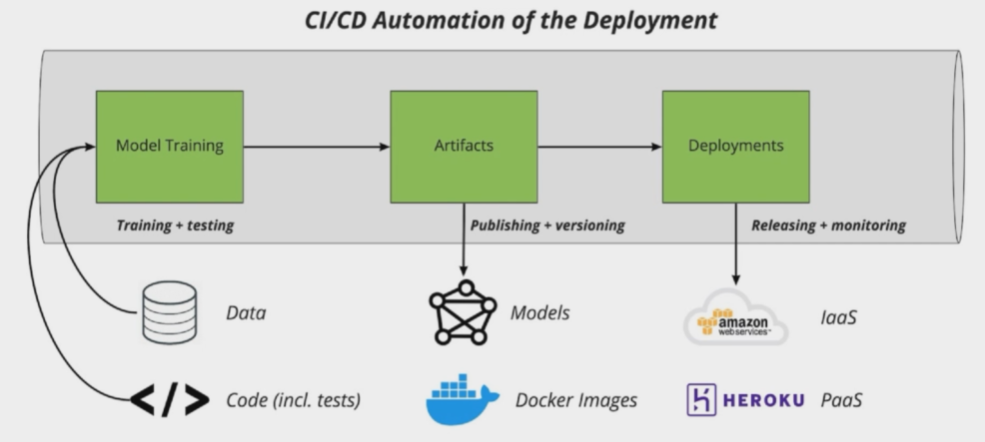 CI/CD Automation of the Deployment
Model Training
Artifacts
Deployments
Training + testing
Publishing + versioning
Releasing + monitoring
Data
Models
amazon
webservices™
IaaS
</>
Code (incl. tests)
Docker Images
HEROKU
PaaS